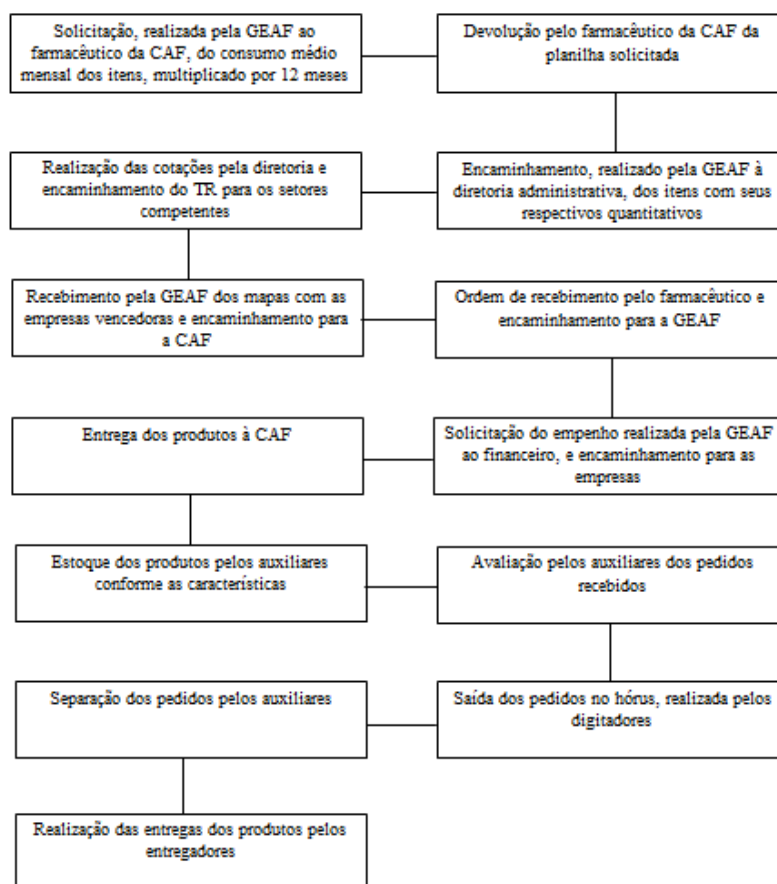 Solicitação, realizada pela GEAF ao
farmacêutico da CAF, do consumo médio
mensal dos itens, multiplicado por 12 meses
Devolução pelo farmacêutico da CAF da
planilha solicitada
Realização das cotações pela diretoria e
encaminhamento do TR para os setores
competentes
Encaminhamento, realizado pela GEAF à
diretoria administrativa, dos itens com seus
respectivos quantitativos
Recebimento pela GEAF dos mapas com as
empresas vencedoras e encaminhamento para
a CAF
Ordem de recebimento pelo farmacêutico e
encaminhamento para a GEAF
Entrega dos produtos à CAF
Solicitação do empenho realizada pela GEAF
ao financeiro, e encaminhamento para as
empresas
Estoque dos produtos pelos auxiliares
conforme as características
Avaliação pelos auxiliares dos pedidos
recebidos
Separação dos pedidos pelos auxiliares
Saída dos pedidos no hórus, realizada pelos
digitadores
Realização das entregas dos produtos pelos
entregadores